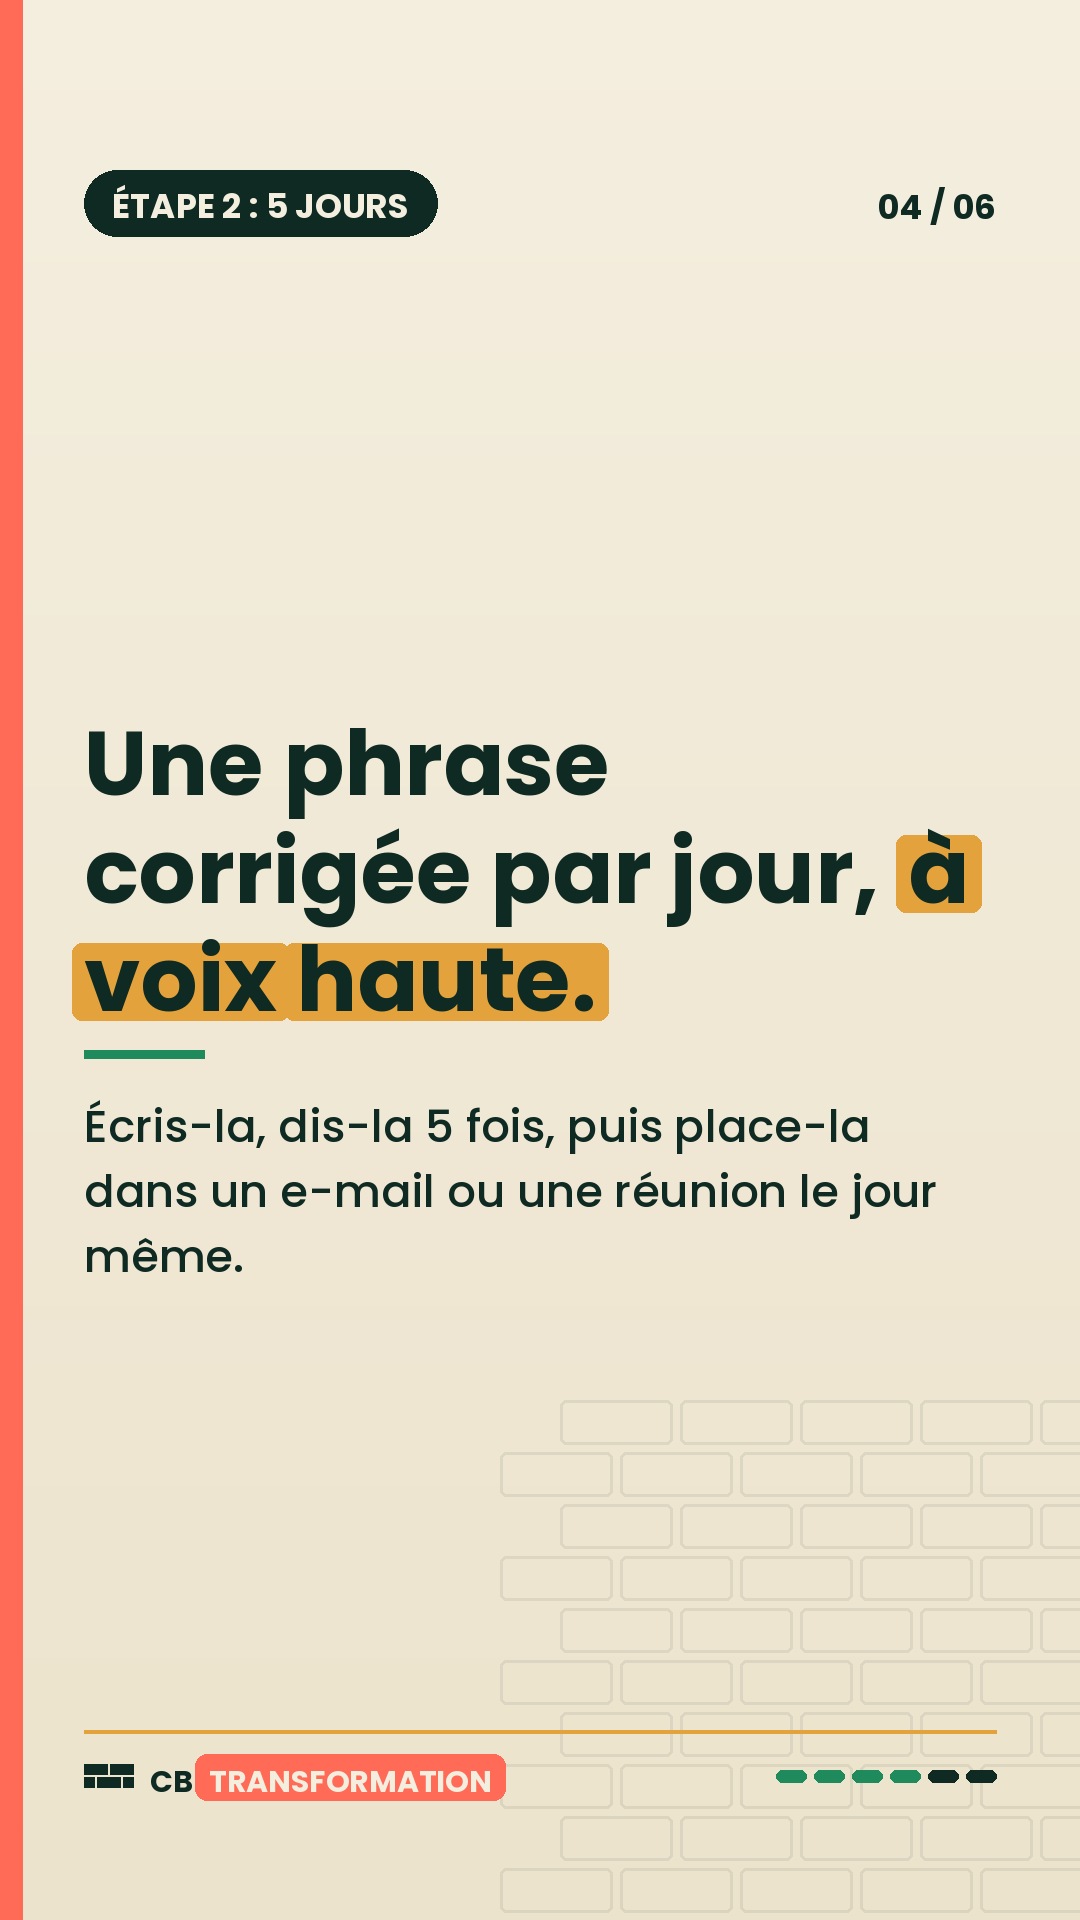 ÉTAPE 2 : 5 JOURS
04 / 06
Une phrase
corrigée par jour, à
voix haute.
Écris-la, dis-la 5 fois, puis place-la
dans un e-mail ou une réunion le jour
même.
CB TRANSFORMATION